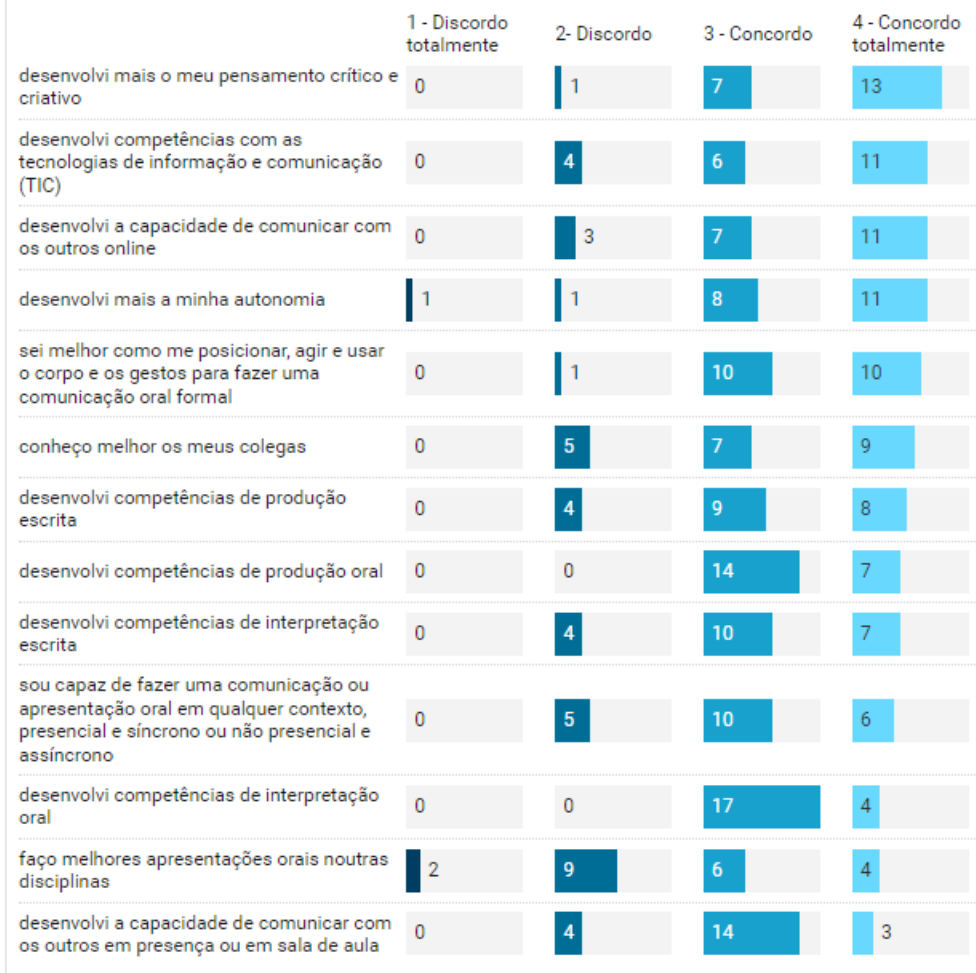 1 - Discordo
totalmente
2- Discordo
3 - Concordo
4 - Concordo
totalmente
desenvolvi mais o meu pensamento crítico e
criativo
0
1
7
13
desenvolvi competências com as
tecnologias de informação e comunicação
(TIC)
0
4
6
11
desenvolvi a capacidade de comunicar com
os outros online
0
3
7
11
desenvolvi mais a minha autonomia
1
1
8
11
sei melhor como me posicionar, agir e usar
o corpo e os gestos para fazer uma
comunicação oral formal
0
1
10
10
conheço melhor os meus colegas
0
5
7
9
desenvolvi competências de produção
escrita
0
4
9
8
desenvolvi competências de produção oral
0
0
14
7
desenvolvi competências de interpretação
escrita
0
4
10
7
sou capaz de fazer uma comunicação ou
apresentação oral em qualquer contexto,
presencial e síncrono ou não presencial e
assíncrono
0
5
10
6
desenvolvi competências de interpretação
oral
0
0
17
4
faço melhores apresentações orais noutras
disciplinas
2
9
6
4
desenvolvi a capacidade de comunicar com
os outros em presença ou em sala de aula
0
4
14
3